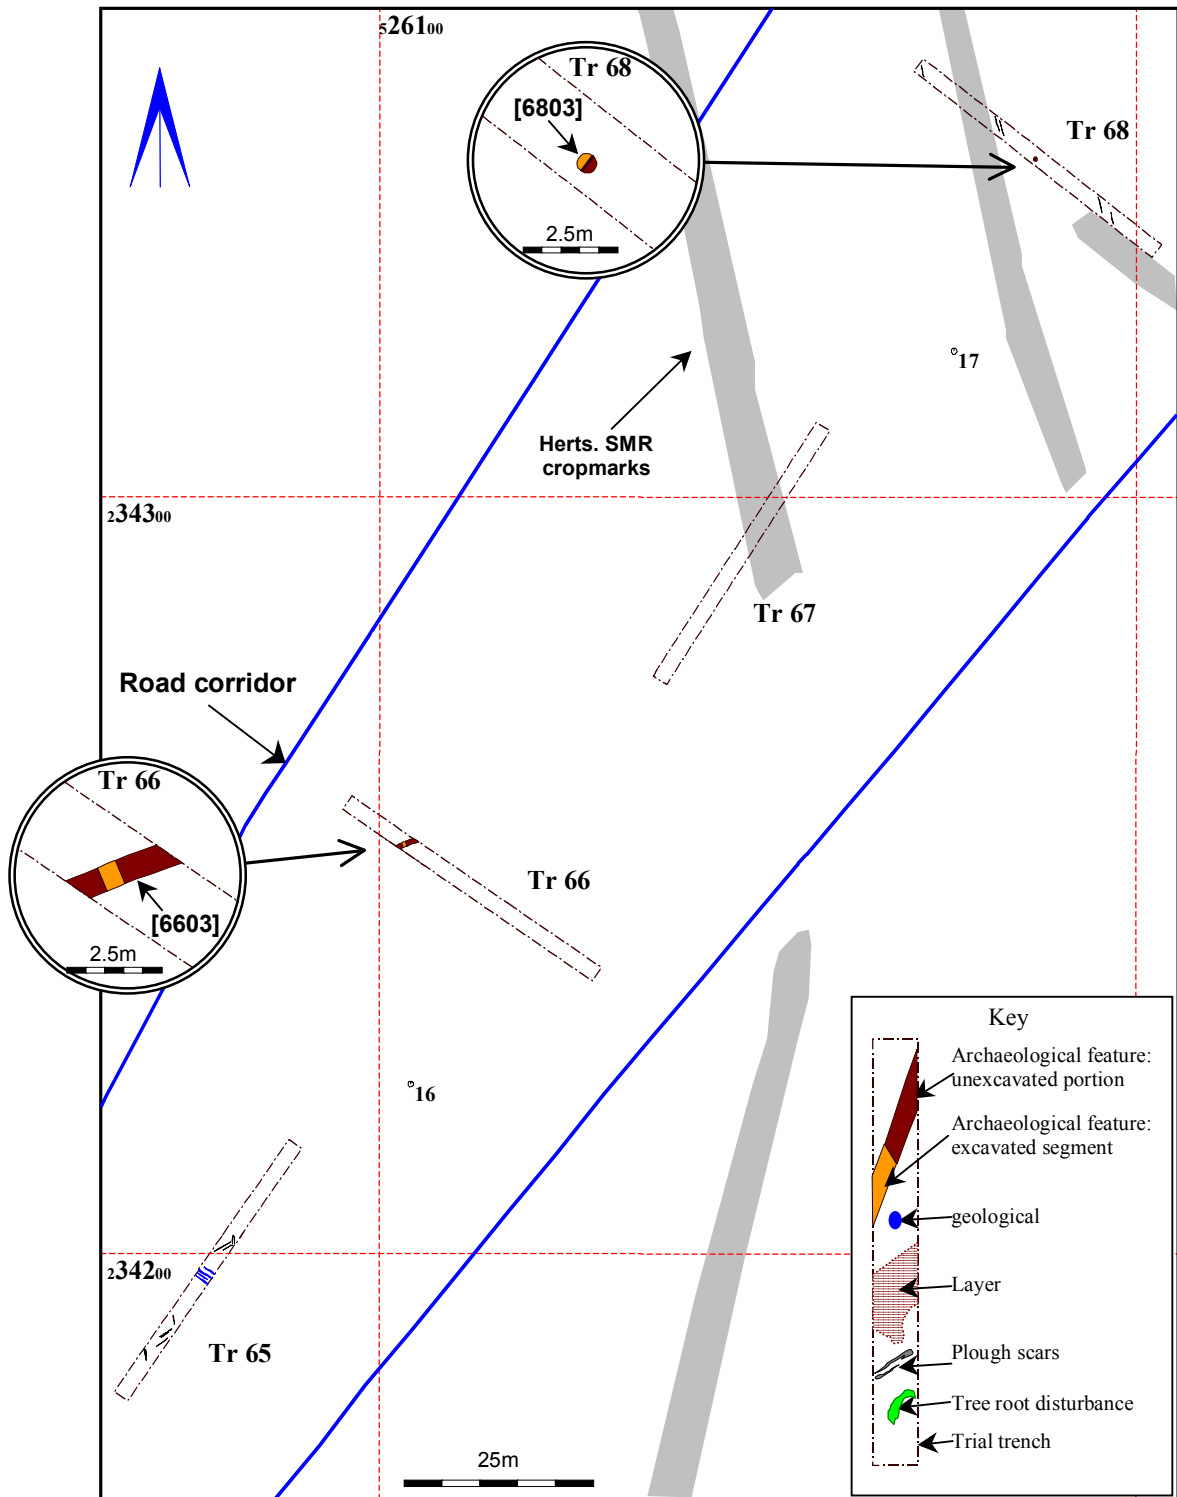 526100
Tr 68
[6803]
2.5m
Tr 68
17
Herts. SMR
cropmarks
234300
Tr 67
Road corridor
Tr 66
[6603]
2.5m
Tr 66
16
234200
Tr 65
25m
Key
Archaeological feature:
unexcavated portion
Archaeological feature:
excavated segment
geological
Layer
Plough scars
Tree root disturbance
Trial trench